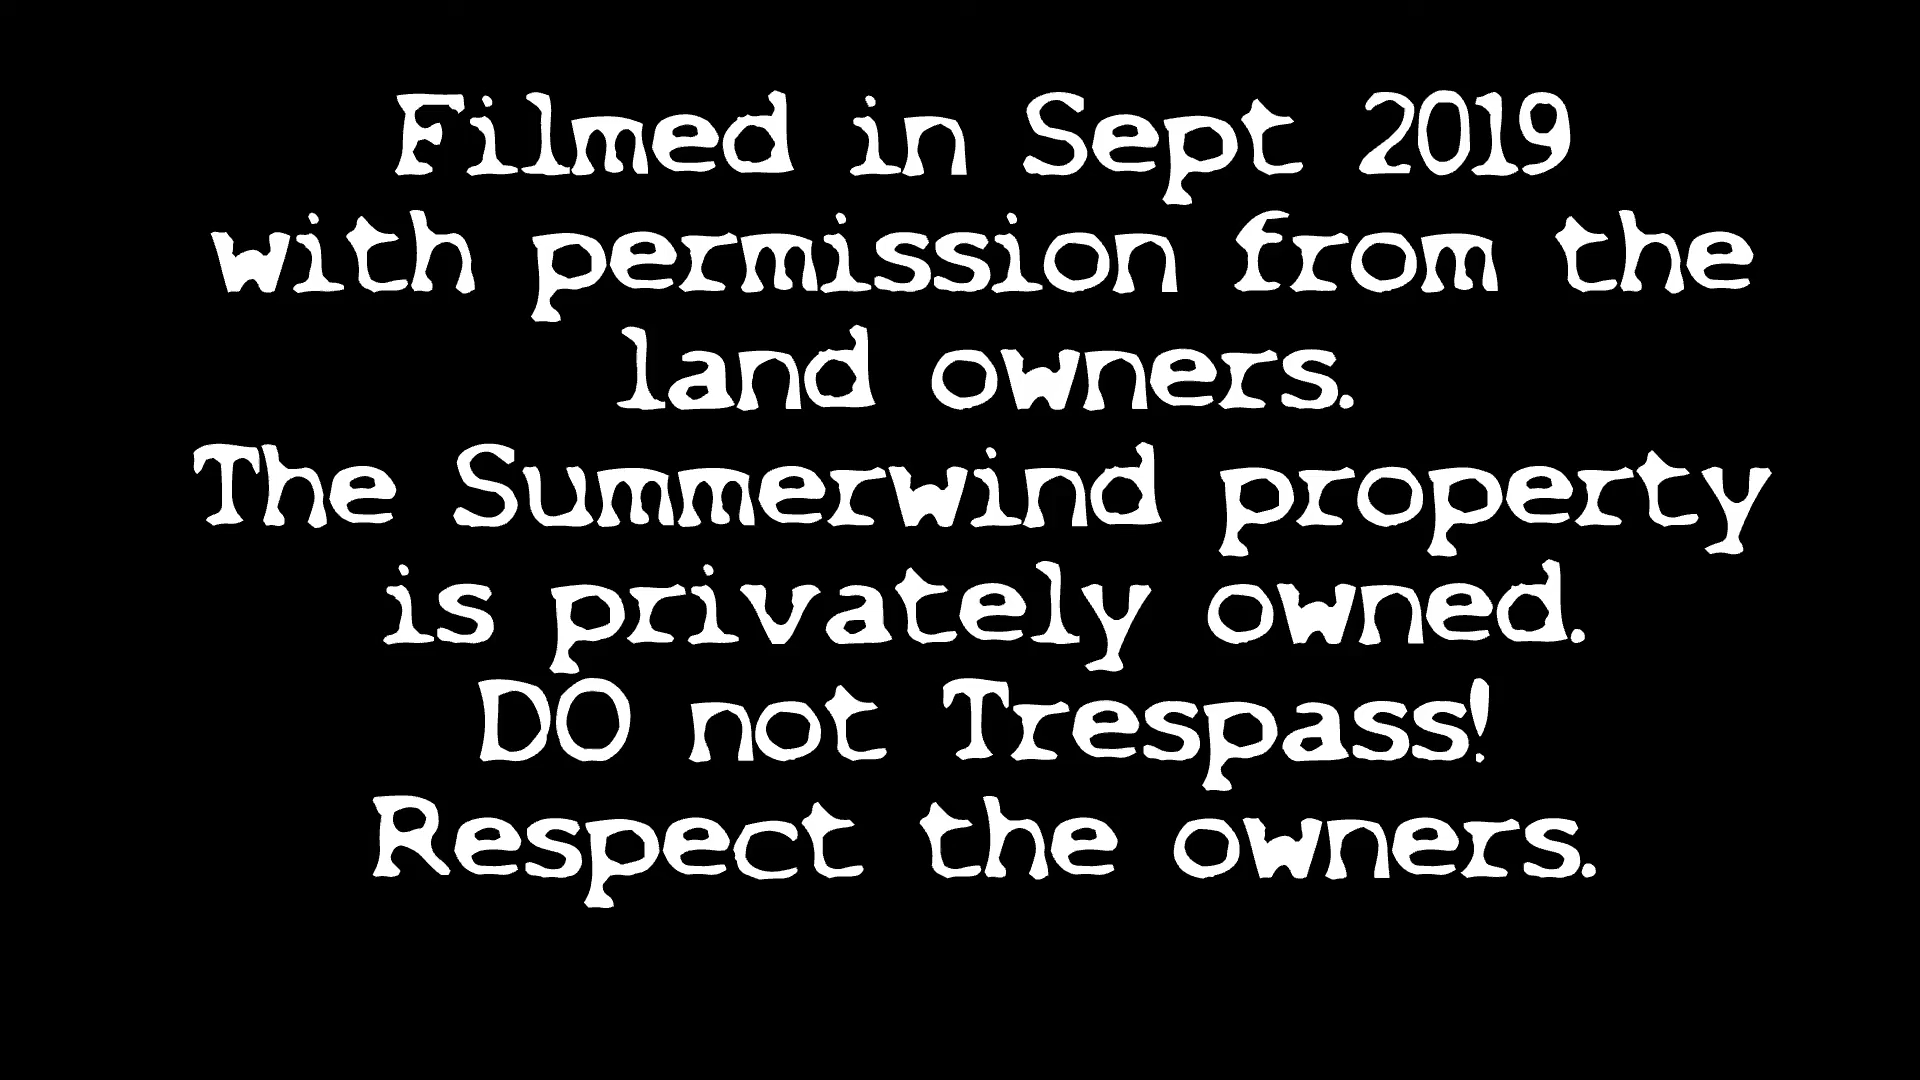 Filmed in Sept 2019
with permission from the
land owners.
The Summerwind property
is privately owned.
DO not Trespass!
Respect the owners.